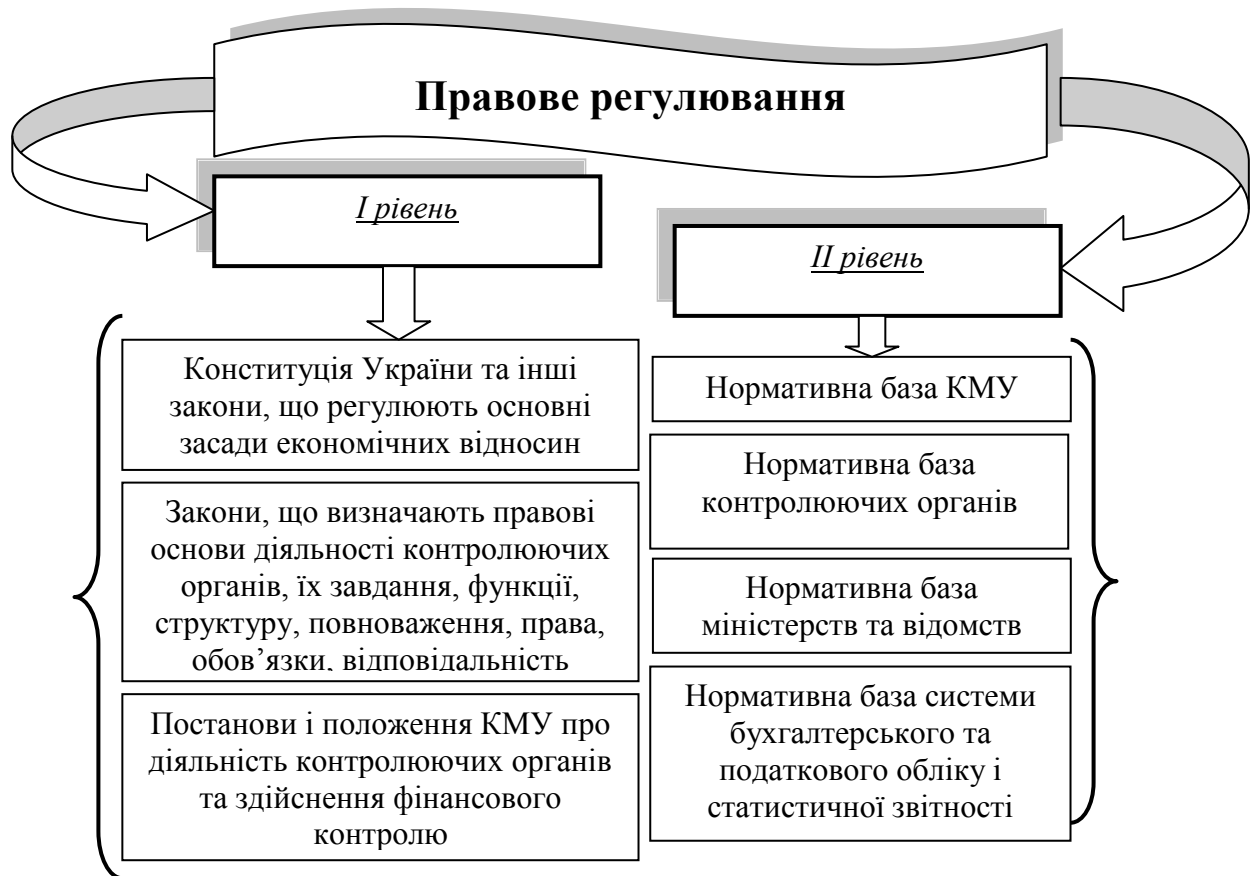 Правове регулювання
І рівень
Конституція України та інші
закони, що регулюють основні
засади економічних відносин
Закони, що визначають правові
основи діяльності контролюючих
органів, їх завдання, функції,
структуру, повноваження, права,
обов’язки, відповідальність
Постанови і положення КМУ про
діяльність контролюючих органів
та здійснення фінансового
контролю
ІІ рівень
Нормативна база КМУ
Нормативна база
контролюючих органів
Нормативна база
міністерств та відомств
Нормативна база системи
бухгалтерського та
податкового обліку і
статистичної звітності